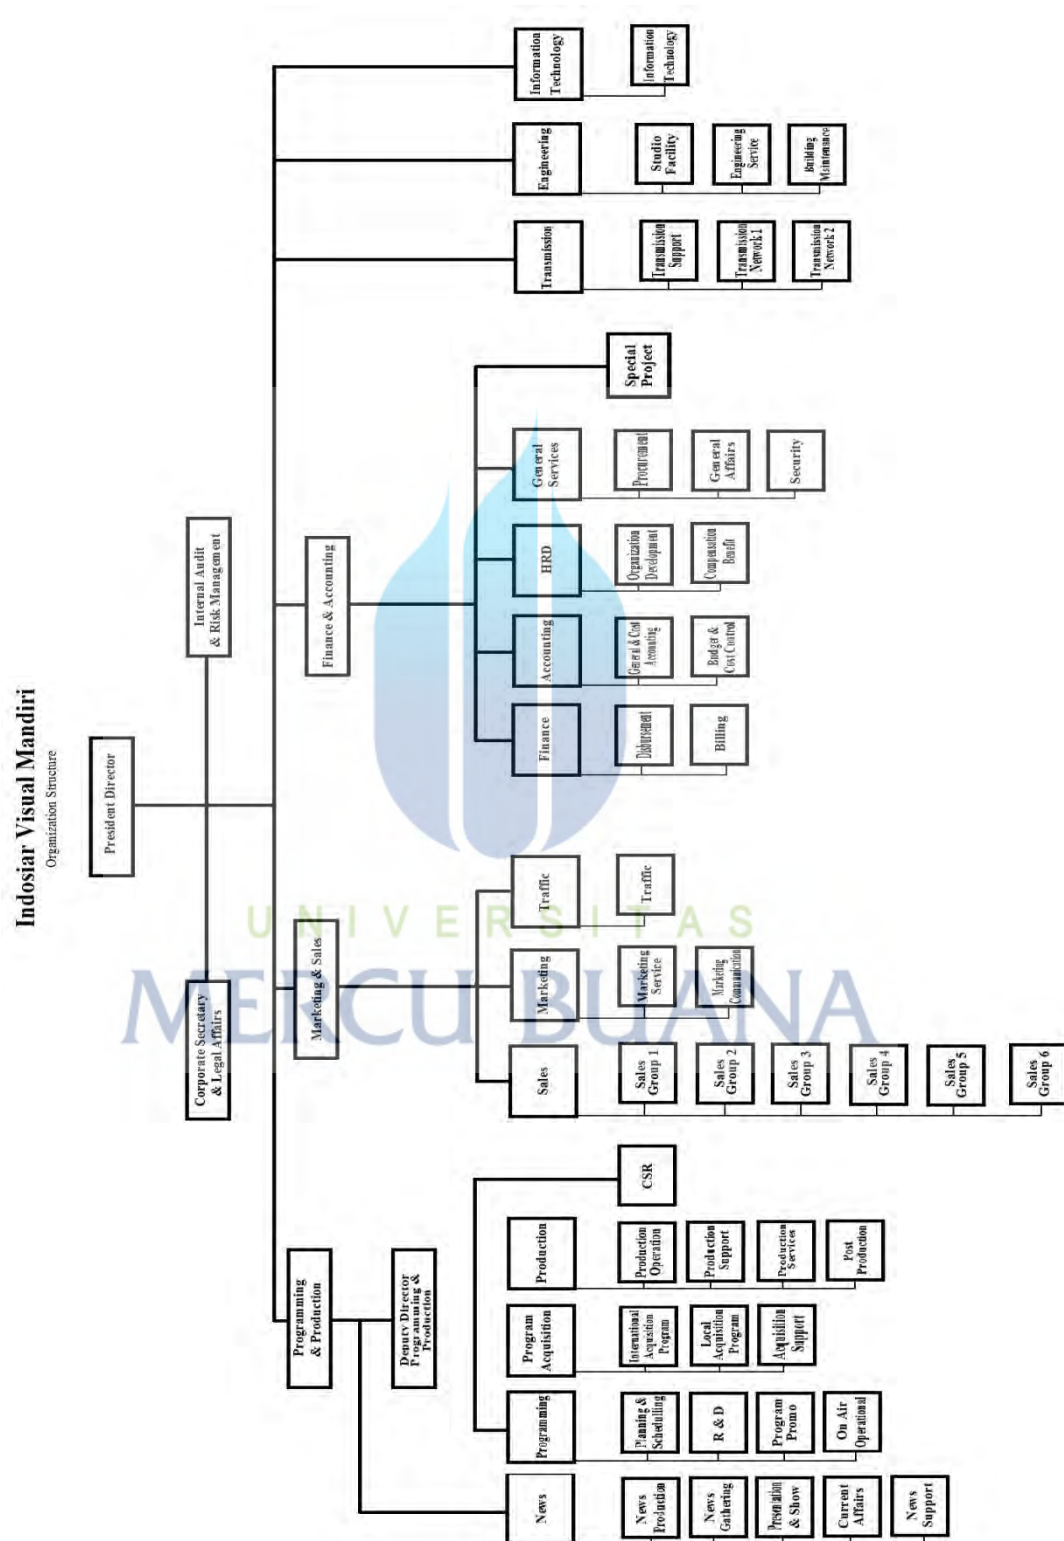 Indosiar Visual Mandiri
Organization Structure
President Director
Corporate Secretary
& Legal Affairs
Internal Audit
& Risk Management
Programming
& Production
Marketing & Sales
Finance & Accounting
Deputy Director
Programming &
Production
News
Programming
Program
Acquisition
Production
CSR
Sales
Marketing
Traffic
Finance
Accounting
HRD
General
Services
Special
Project
Transmission
Engineering
Information
Technology
News
Production
News
Gathering
Presentation
& Show
Current
Affairs
News
Support
Planning &
Schedulling
R & D
Program
Promo
On Air
Operational
International
Acquisition
Program
Local
Acquisition
Program
Acquisition
Support
Production
Operation
Production
Support
Production
Services
Post
Production
Sales
Group 1
Sales
Group 2
Sales
Group 3
Sales
Group 4
Sales
Group 5
Sales
Group 6
Marketing
Service
Marketing
Communication
Traffic
Disbursement
Billing
General & Cost
Accounting
Budget &
Cost Control
Organization
Development
Compensation
Benefit
Procurement
General
Affairs
Security
Transmission
Support
Transmission
Network 1
Transmission
Network 2
Studio
Facility
Engineering
Service
Building
Maintenance
Information
Technology
UNIVERSITAS
MERCU BUANA